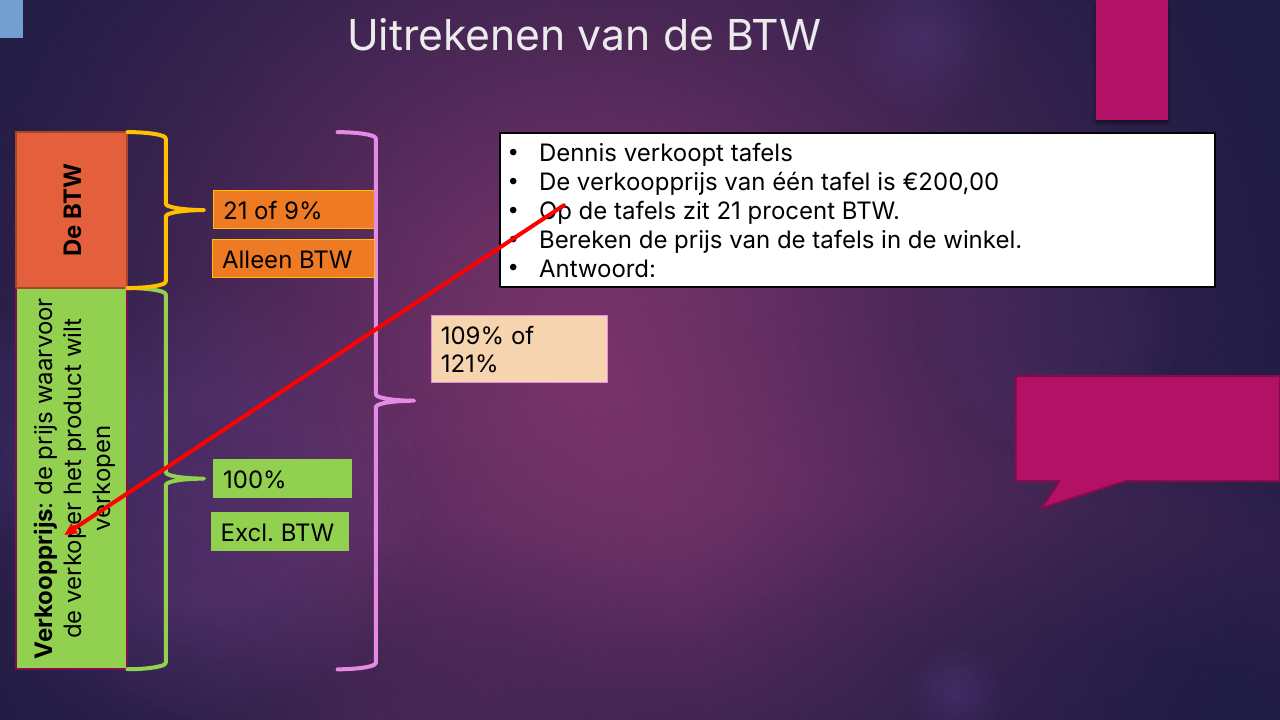 Uitrekenen van de BTW
De BTW
21 of 9%
Alleen BTW
• Dennis verkoopt tafels
• De verkoopprijs van één tafel is €200,00
• Op de tafels zit 21 procent BTW.
• Bereken de prijs van de tafels in de winkel.
• Antwoord:
109% of
121%
Verkoopprijs: de prijs waarvoor
de verkoper het product wilt
verkopen
100%
Excl. BTW